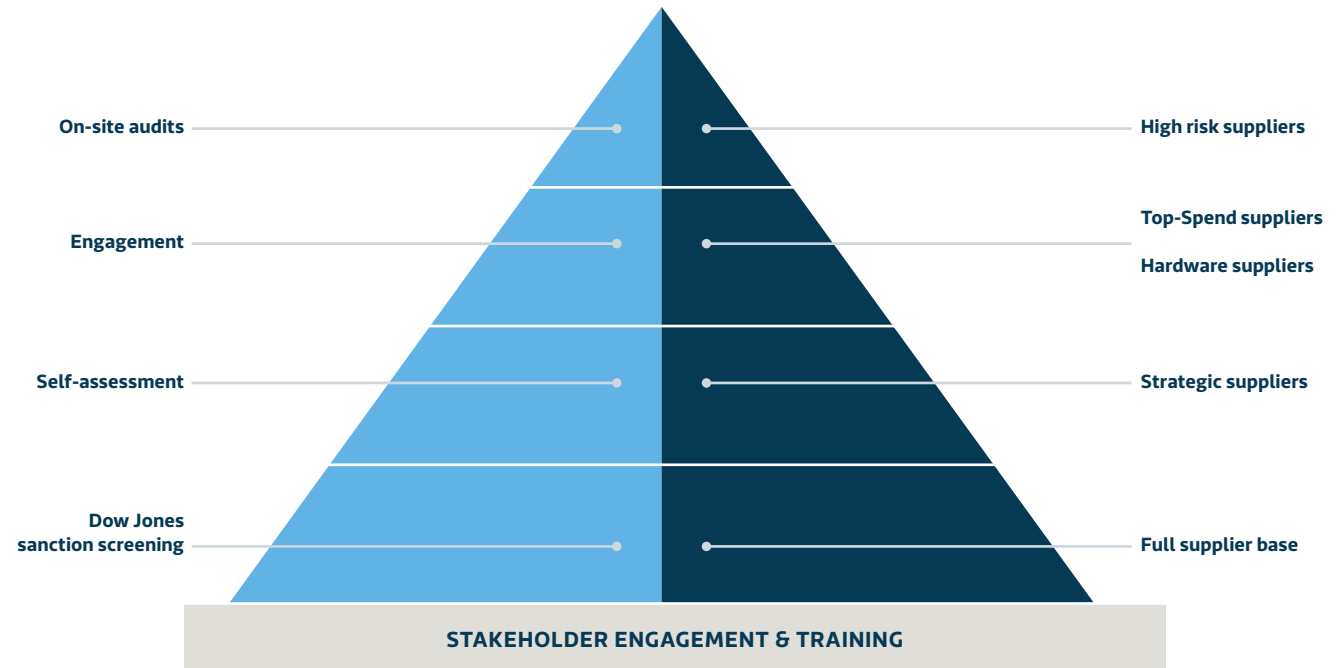 On-site audits
High risk suppliers
Top-Spend suppliers
Engagement
Hardware suppliers
Self-assessment
Strategic suppliers
Dow Jones
sanction screening
Full supplier base
STAKEHOLDER ENGAGEMENT & TRAINING